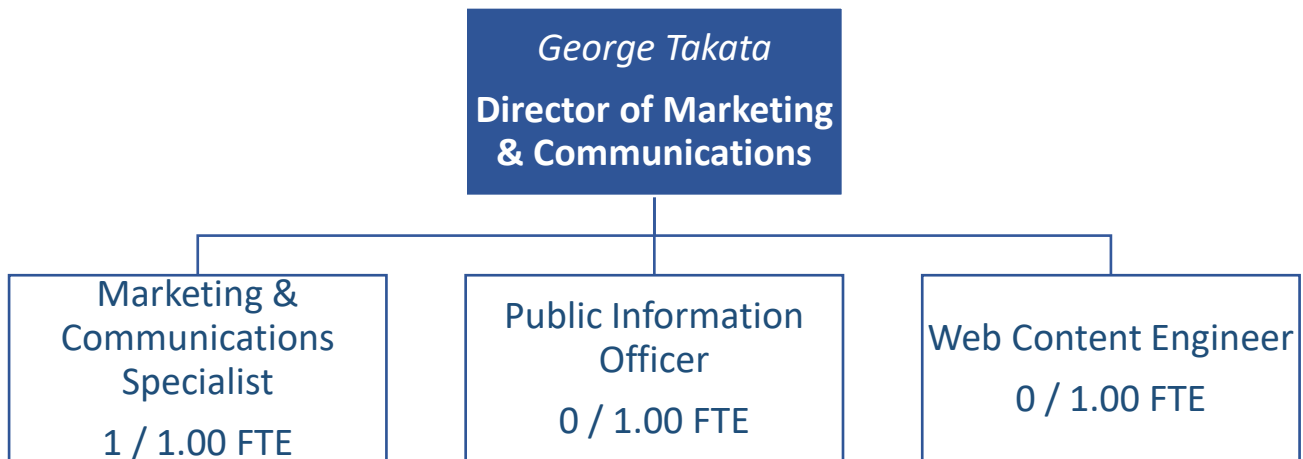 George Takata
Director of Marketing
& Communications
Marketing &
Communications
Specialist
1 / 1.00 FTE
Public Information
Officer
0 / 1.00 FTE
Web Content Engineer
0 / 1.00 FTE